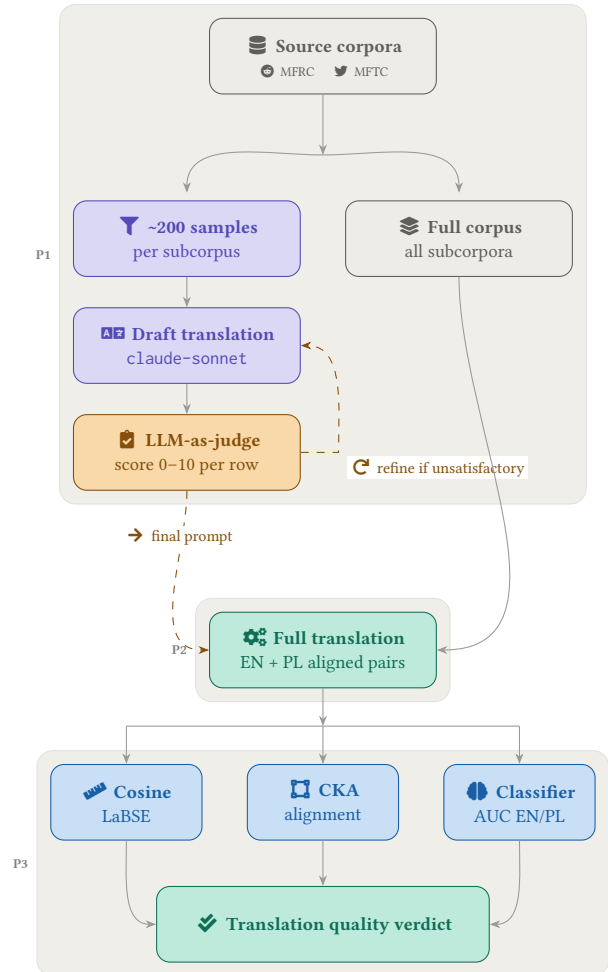 Source corpora
MFRC MFTC
P1
~200 samples
per subcorpus
Full corpus
all subcorpora
Draft translation
claude-sonnet
LLM-as-judge
score 0–10 per row
refine if unsatisfactory
final prompt
P2
Full translation
EN + PL aligned pairs
P3
Cosine
LaBSE
CKA
alignment
Classifier
AUC EN/PL
Translation quality verdict